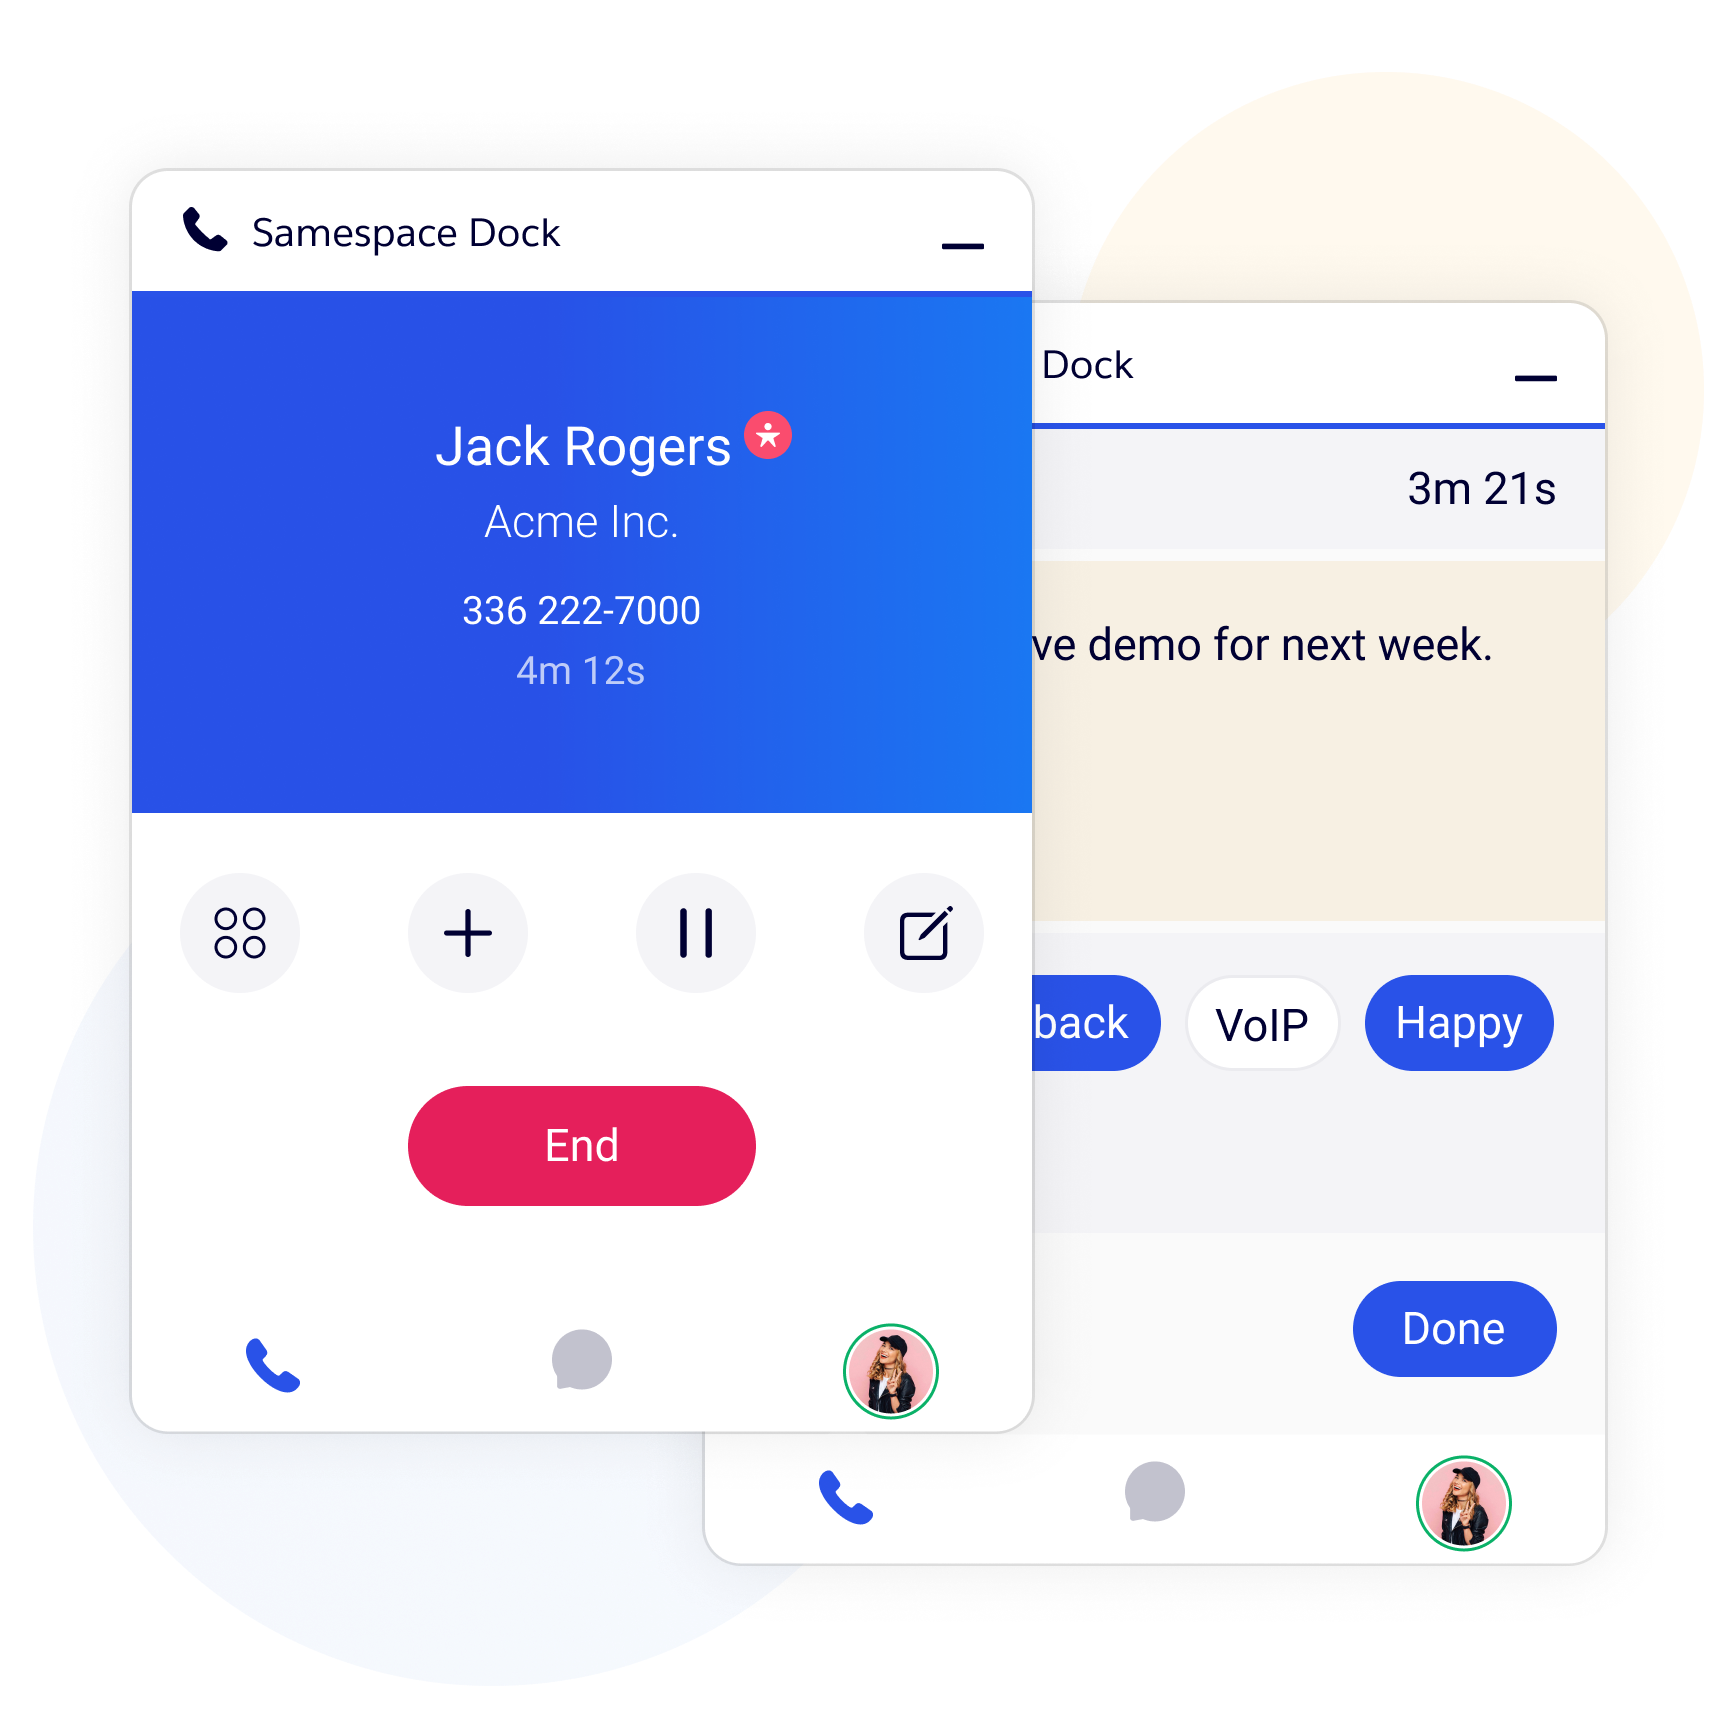 Samespace Dock
Jack Rogers
Acme Inc.
336 222-7000
4m 12s
End
Dock
3m 21s
demo for next week.
back
VoIP
Happy
Done